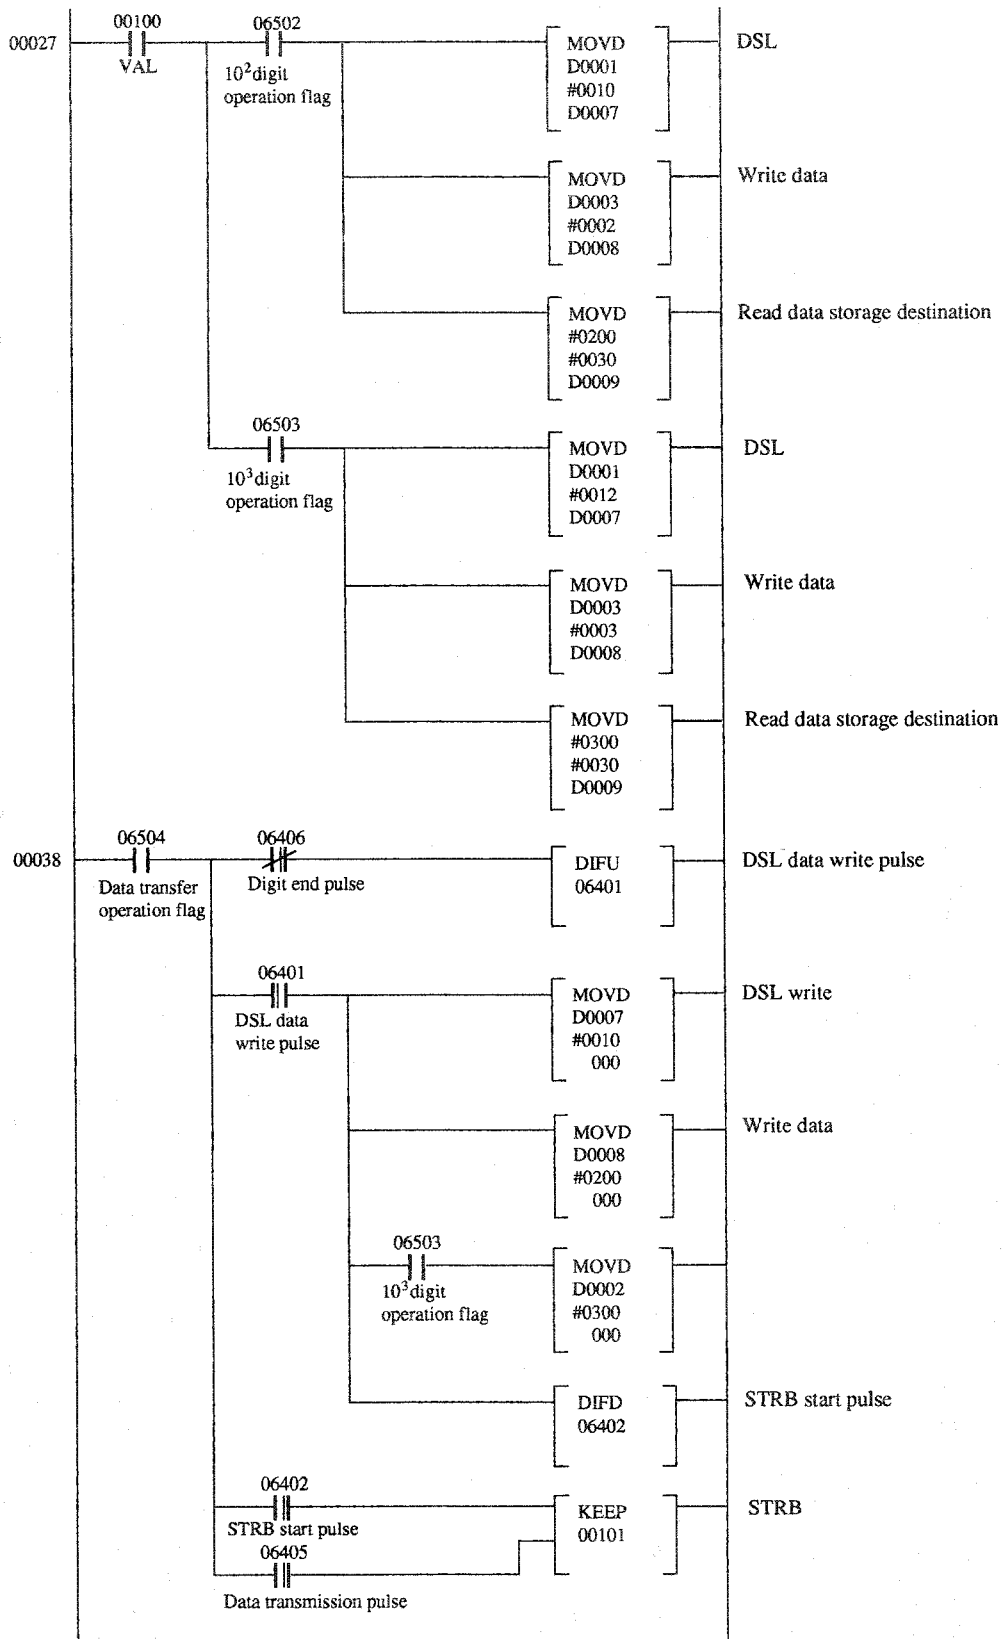 00100
06502
00027
VAL
10²digit
operation flag
MOVD
D0001
#0010
D0007
DSL
MOVD
D0003
#0002
D0008
Write data
MOVD
#0200
#0030
D0009
Read data storage destination
06503
10³digit
operation flag
MOVD
D0001
#0012
D0007
DSL
MOVD
D0003
#0003
D0008
Write data
MOVD
#0300
#0030
D0009
Read data storage destination
06504
06406
00038
Data transfer
operation flag
Digit end pulse
DIFU
06401
DSL data write pulse
06401
DSL data
write pulse
MOVD
D0007
#0010
000
DSL write
MOVD
D0008
#0200
000
Write data
06503
10³digit
operation flag
MOVD
D0002
#0300
000
DIFD
06402
STRB start pulse
06402
STRB start pulse
KEEP
00101
STRB
06405
Data transmission pulse